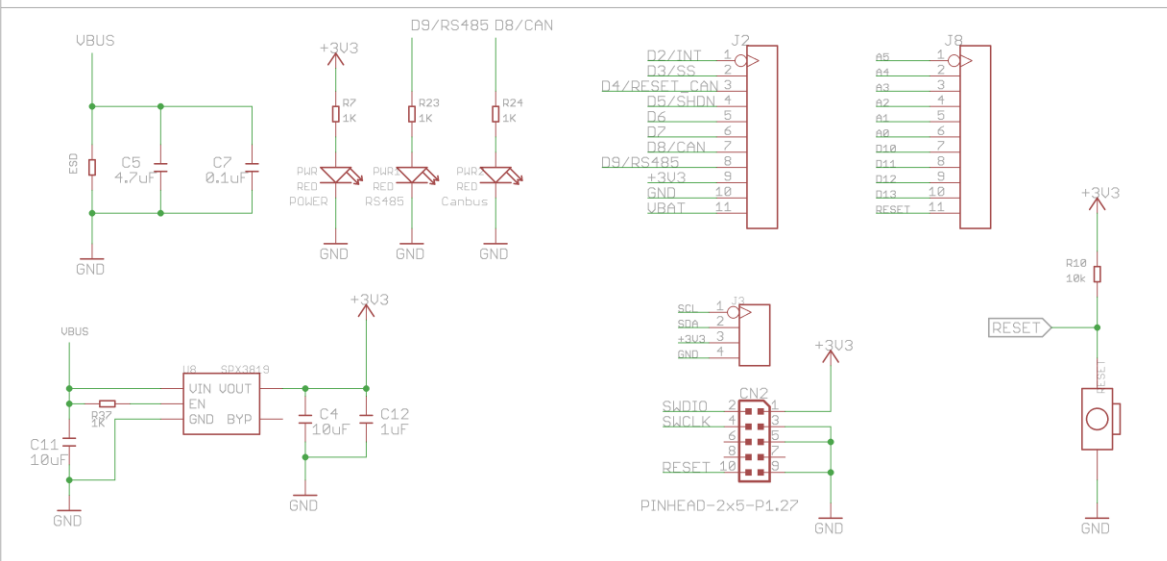 D9/RS485 D8/CAN
VBUS
+3V3
R7
1K
R23
1K
R24
1K
ESD
C5
4.7uF
C7
0.1uF
PWR
RED
POWER
PWR1
RED
RS485
PWR2
RED
Canbus
GND
GND
GND
GND
J2
D2/INT 1
D3/SS 2
D4/RESET_CAN 3
D5/SHDN 4
D6 5
D7 6
D8/CAN 7
D9/RS485 8
+3V3 9
GND 10
VBAT 11
J8
A5 1
A4 2
A3 3
A2 4
A1 5
A0 6
D10 7
D11 8
D12 9
D13 10
RESET 11
+3V3
R10
10k
RESET
RESET
GND
VBUS
+3V3
U8 SPX3819
VIN VOUT
EN
GND BYP
R37
1K
C11
10uF
C4
10uF
C12
1uF
GND
GND
J3
SCL 1
SDA 2
+3V3 3
GND 4
+3V3
CN2
SWDIO 2 1
SWCLK 4 3
6 5
8 7
RESET 10 9
PINHEAD-2x5-P1.27
GND